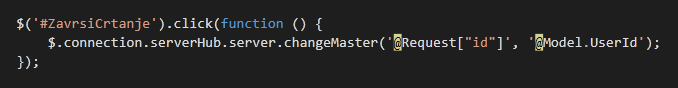 $('#ZavrsiCrtanje').click(function () {
    $.connection.serverHub.server.changeMaster('@Request["id"]', '@Model.UserId');
});